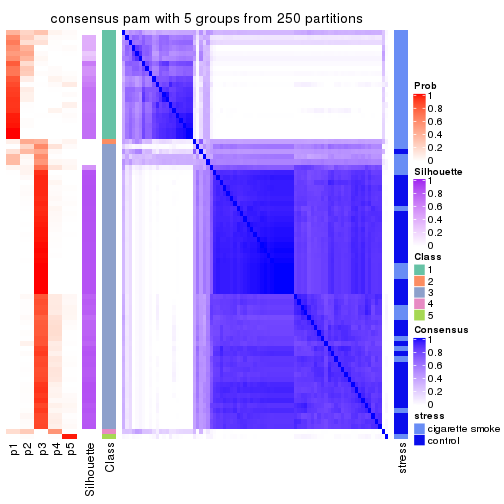 consensus pam with 5 groups from 250 partitions
Prob
1
0.8
0.6
0.4
0.2
0
Silhouette
1
0.8
0.6
0.4
0.2
0
Class
1
2
3
4
5
Consensus
1
0.8
0.6
0.4
0.2
0
stress
cigarette smoke
control
p1
p2
p3
p4
p5
Silhouette
Class
stress